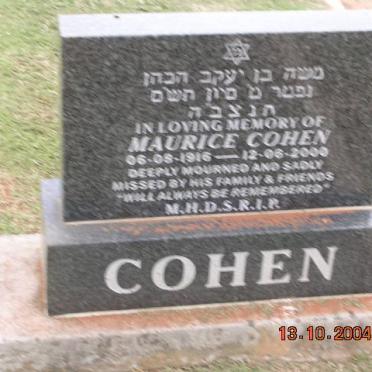 משה בן יעקב הכהן
נפטר ט סיון תש״ס
ת נ צ ב ה
IN LOVING MEMORY OF
MAURICE COHEN
06-08-1916 — 12-06-2000
DEEPLY MOURNED AND SADLY
MISSED BY HIS FAMILY & FRIENDS
"WILL ALWAYS BE REMEMBERED"
M.H.D.S.R.I.P.
COHEN
13.10.2004